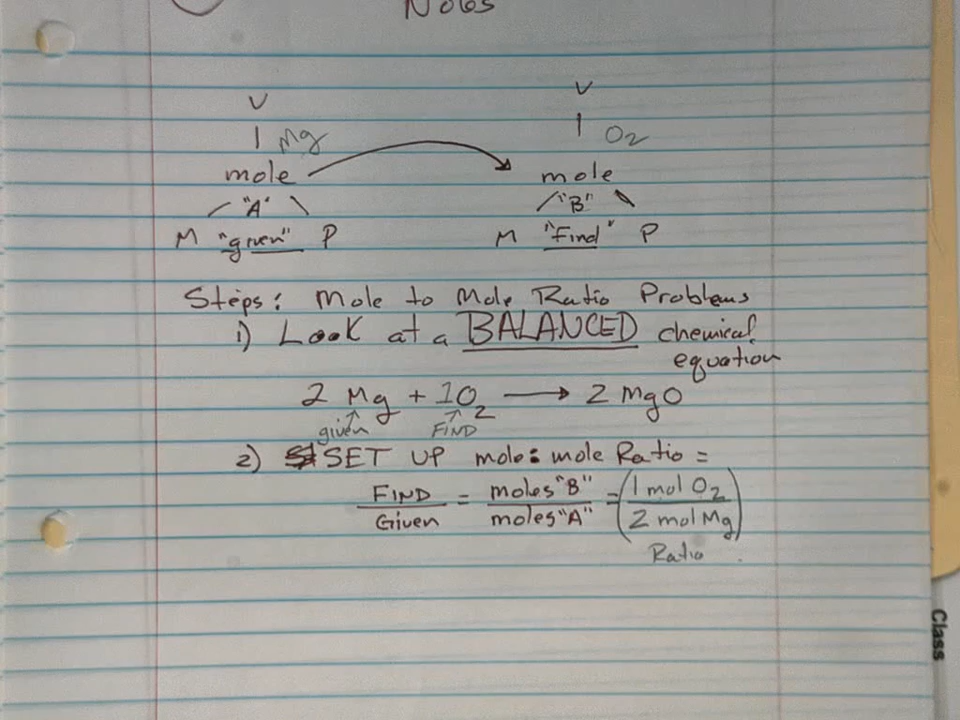 Notes
V V
| Mg | O2
mole mole
"A" "B"
M "given" P M "Find" P
Steps: Mole to Mole Ratio Problems
1) Look at a BALANCED chemical
equation
2 Mg + 1O2 → 2 MgO
given FIND
2) SET UP mole: mole Ratio =
FIND = moles "B" = (1 mol O2
Given moles "A" 2 mol Mg)
Ratio
Class